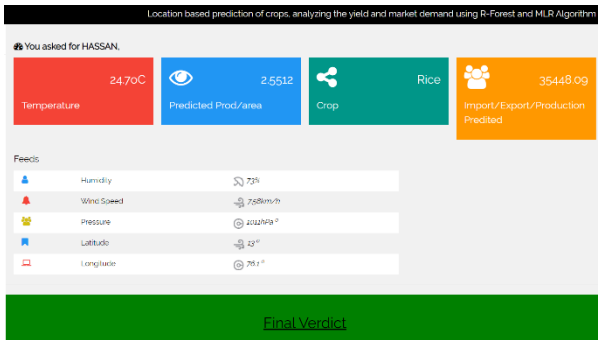 Location based prediction of crops, analyzing the yield and market demand using R-Forest and MLR Algorithm
You asked for HASSAN,
24.70C
Temperature
2.5512
Predicted Prod/area
Rice
Crop
35448.09
Import/Export/Production
Predited
Feeds
Humidity 73%
Wind Speed 7.58km/h
Pressure 1011hPa °
Latitude 13 °
Longitude 76.1 °
Final Verdict